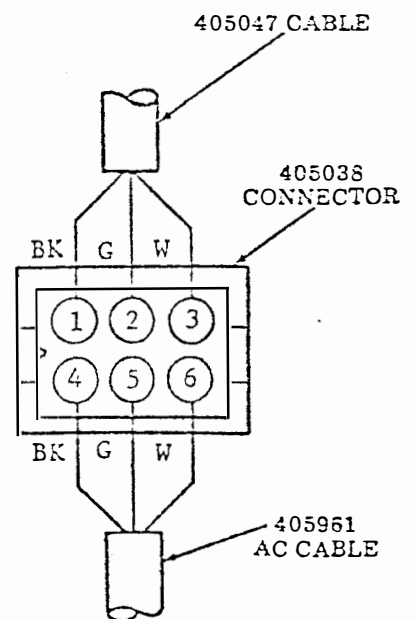 405047 CABLE
405038
CONNECTOR
BK G W
1 2 3
4 5 6
BK G W
405961
AC CABLE